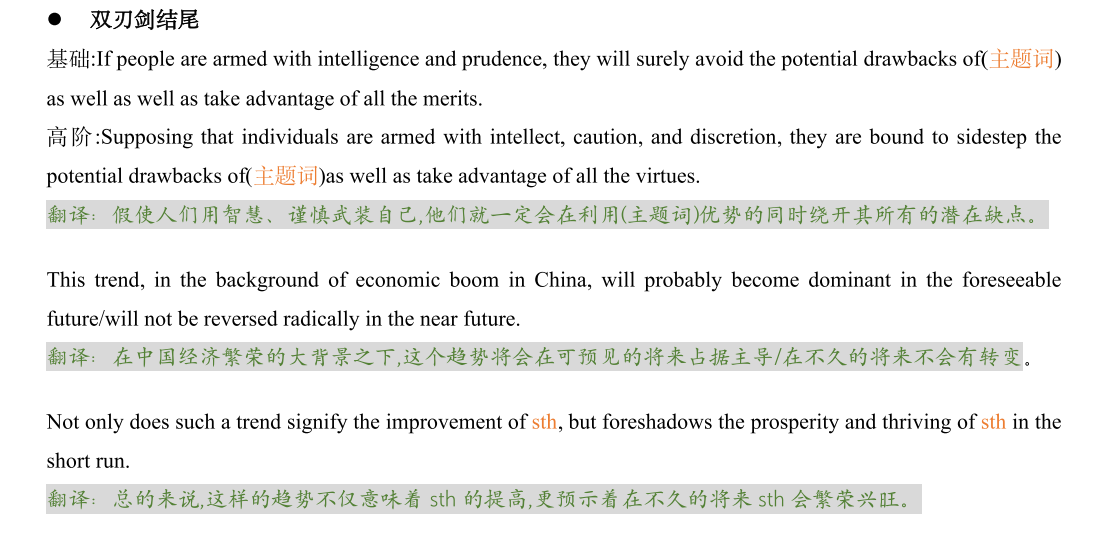 ● 双刃剑结尾
基础:If people are armed with intelligence and prudence, they will surely avoid the potential drawbacks of(主题词)
as well as well as take advantage of all the merits.
高阶:Supposing that individuals are armed with intellect, caution, and discretion, they are bound to sidestep the
potential drawbacks of(主题词)as well as take advantage of all the virtues.
翻译：假使人们用智慧、谨慎武装自己,他们就一定会在利用(主题词)优势的同时绕开其所有的潜在缺点。
This trend, in the background of economic boom in China, will probably become dominant in the foreseeable
future/will not be reversed radically in the near future.
翻译：在中国经济繁荣的大背景之下,这个趋势将会在可预见的将来占据主导/在不久的将来不会有转变。
Not only does such a trend signify the improvement of sth, but foreshadows the prosperity and thriving of sth in the
short run.
翻译：总的来说,这样的趋势不仅意味着 sth 的提高,更预示着在不久的将来 sth 会繁荣兴旺。